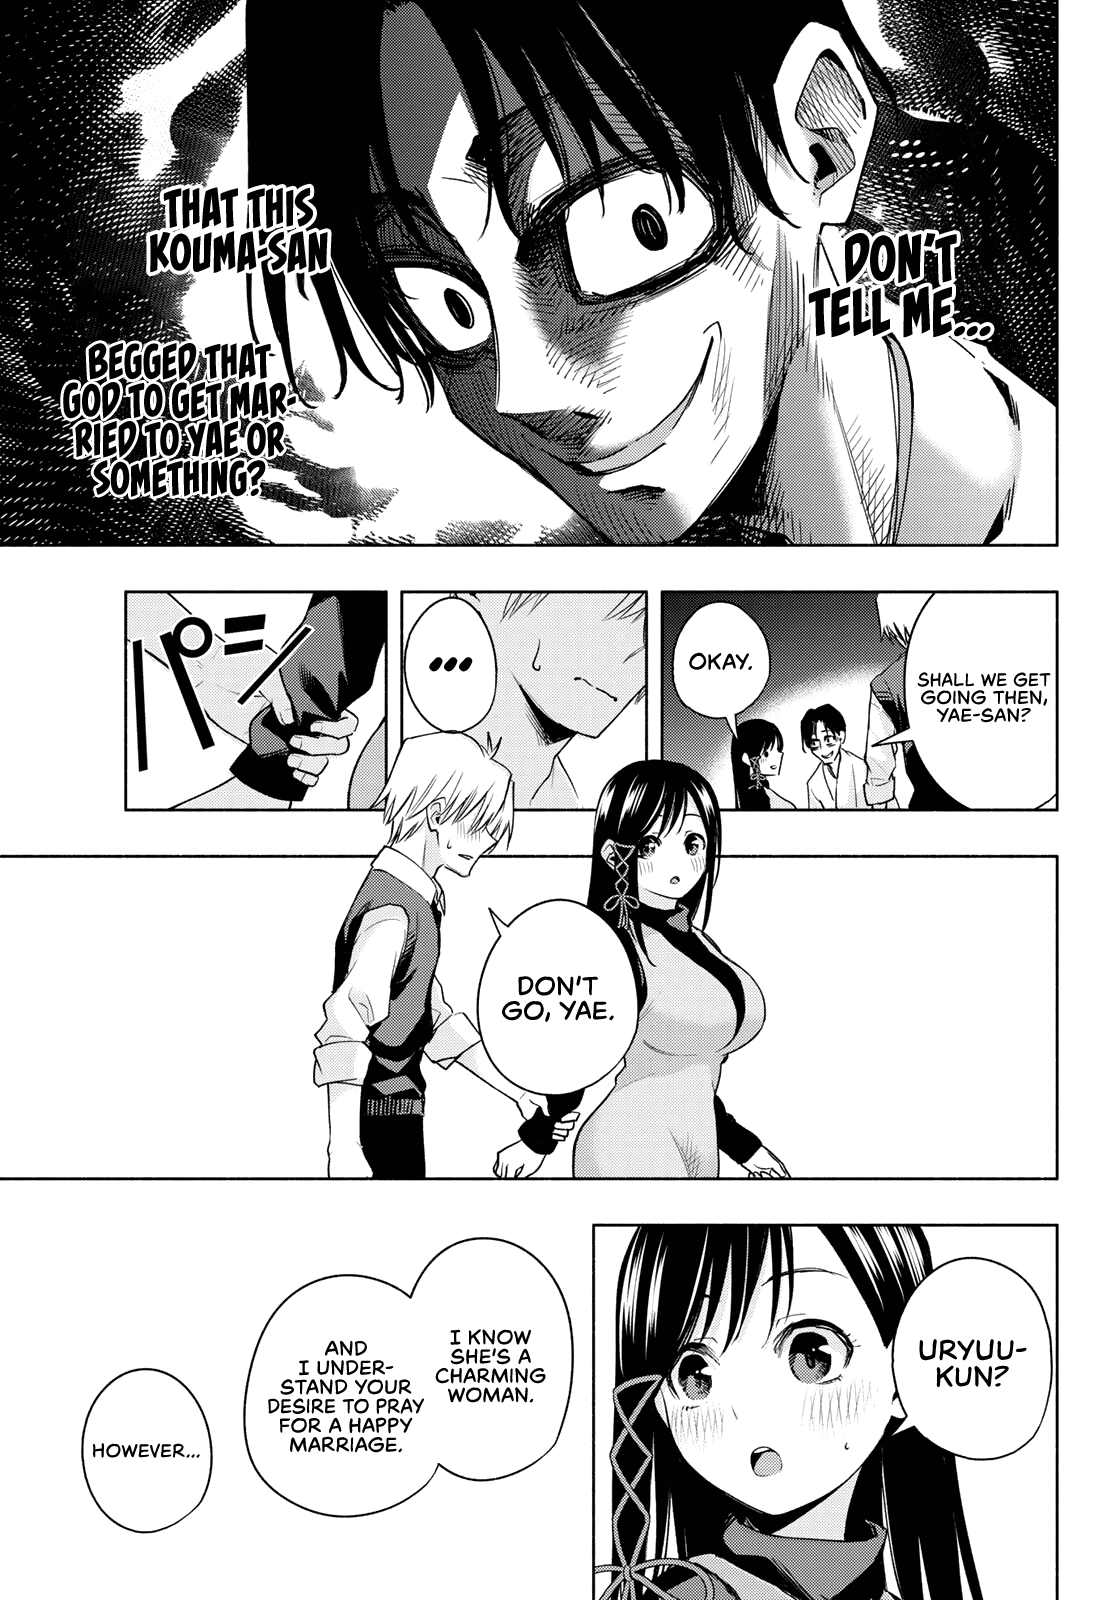 DON'T
TELL ME...
THAT THIS
KOUMA-SAN
BEGGED THAT
GOD TO GET MAR-
RIED TO YAE OR
SOMETHING?
SHALL WE GET
GOING THEN,
YAE-SAN?
OKAY.
...
パシ
DON'T
GO, YAE.
URYUU-
KUN?
I KNOW
SHE'S A
CHARMING
WOMAN.
AND
I UNDER-
STAND YOUR
DESIRE TO PRAY
FOR A HAPPY
MARRIAGE.
HOWEVER...